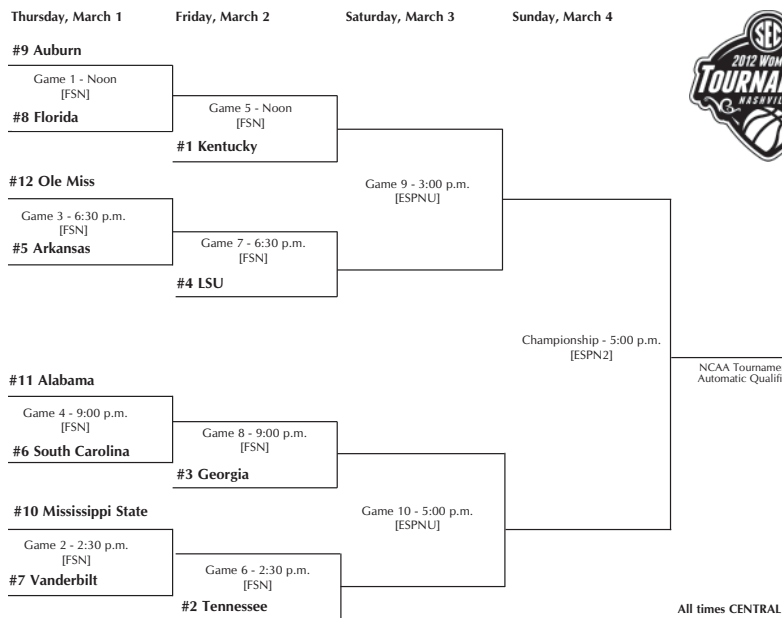 Thursday, March 1
Friday, March 2
Saturday, March 3
Sunday, March 4
SEC
2012
#9 Auburn
Game 1 - Noon
[FSN]
#8 Florida
Game 5 - Noon
[FSN]
#1 Kentucky
#12 Ole Miss
Game 3 - 6:30 p.m.
[FSN]
#5 Arkansas
Game 7 - 6:30 p.m.
[FSN]
#4 LSU
Game 9 - 3:00 p.m.
[ESPNU]
Championship - 5:00 p.m.
[ESPN2]
NCAA
Automatic
#11 Alabama
Game 4 - 9:00 p.m.
[FSN]
#6 South Carolina
Game 8 - 9:00 p.m.
[FSN]
#3 Georgia
#10 Mississippi State
Game 2 - 2:30 p.m.
[FSN]
#7 Vanderbilt
Game 6 - 2:30 p.m.
[FSN]
#2 Tennessee
Game 10 - 5:00 p.m.
[ESPNU]
All times CENTRAL